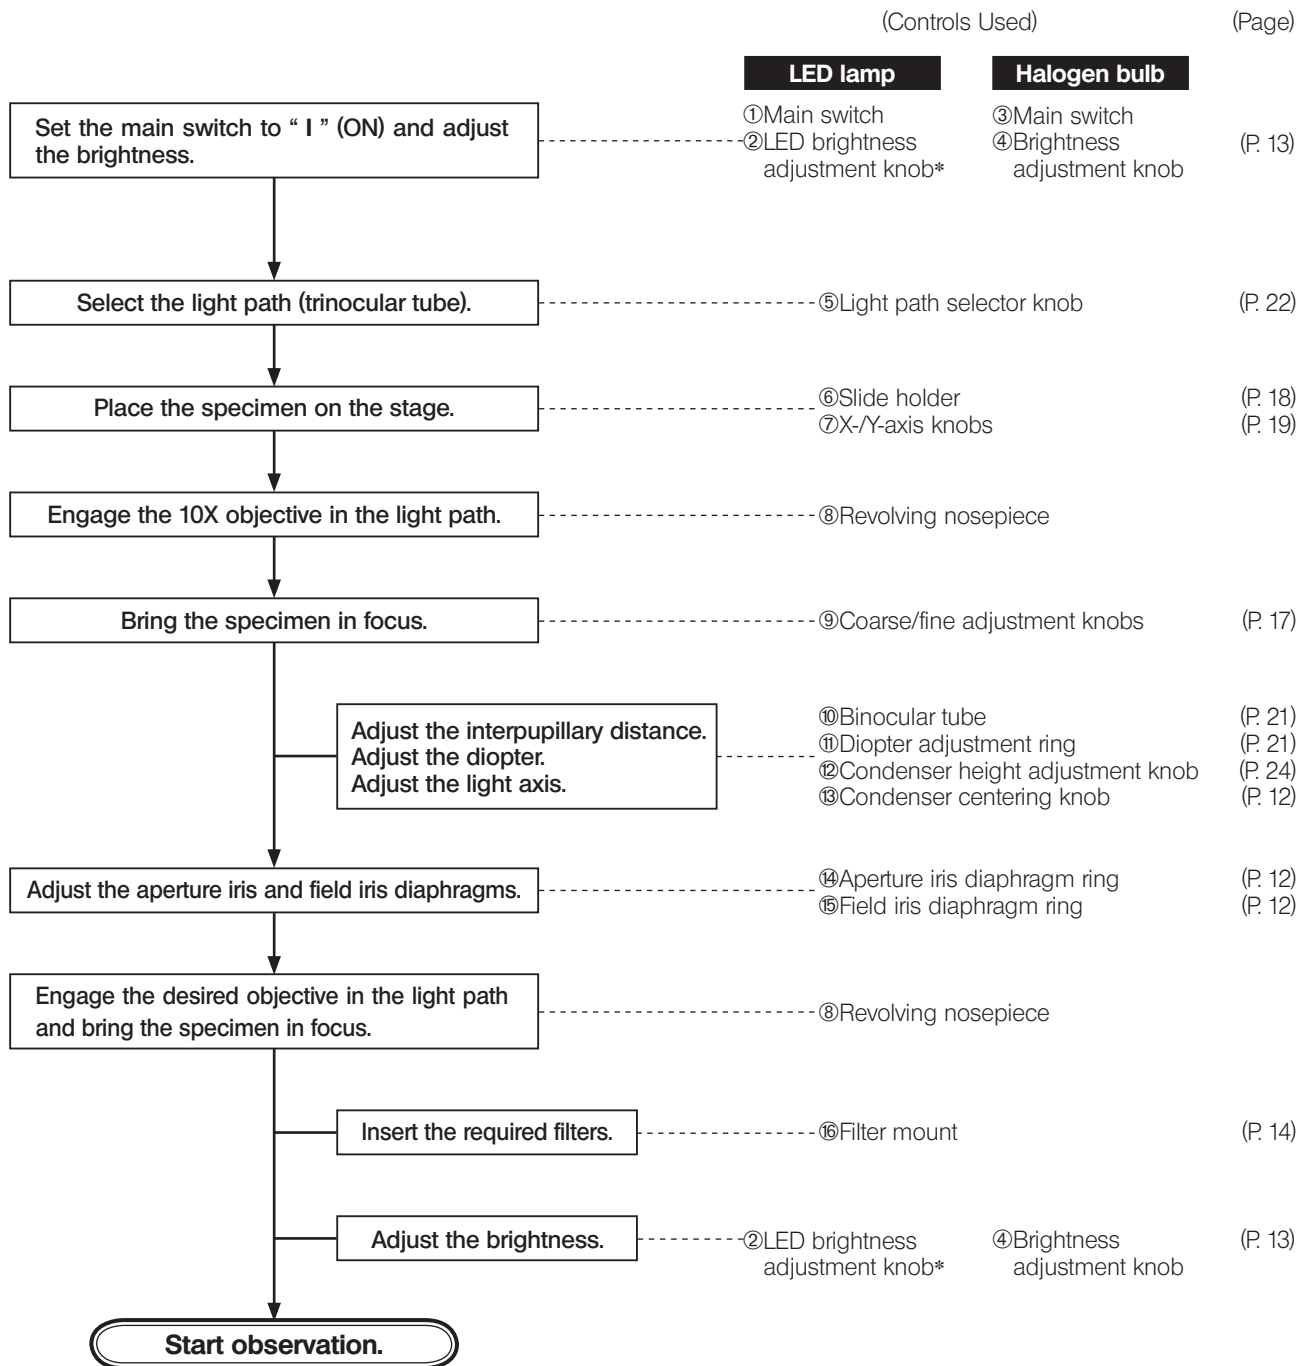 (Controls Used) (Page)
LED lamp Halogen bulb
Set the main switch to “ I ” (ON) and adjust
the brightness.
①Main switch ③Main switch
②LED brightness ④Brightness (P. 13)
adjustment knob* adjustment knob
Select the light path (trinocular tube). ⑤Light path selector knob (P. 22)
Place the specimen on the stage. ⑥Slide holder (P. 18)
⑦X-/Y-axis knobs (P. 19)
Engage the 10X objective in the light path. ⑧Revolving nosepiece
Bring the specimen in focus. ⑨Coarse/fine adjustment knobs (P. 17)
Adjust the interpupillary distance.
Adjust the diopter.
Adjust the light axis.
⑩Binocular tube (P. 21)
⑪Diopter adjustment ring (P. 21)
⑫Condenser height adjustment knob (P. 24)
⑬Condenser centering knob (P. 12)
Adjust the aperture iris and field iris diaphragms. ⑭Aperture iris diaphragm ring (P. 12)
⑮Field iris diaphragm ring (P. 12)
Engage the desired objective in the light path
and bring the specimen in focus.
⑧Revolving nosepiece
Insert the required filters. ⑯Filter mount (P. 14)
Adjust the brightness. ②LED brightness ④Brightness (P. 13)
adjustment knob* adjustment knob
Start observation.